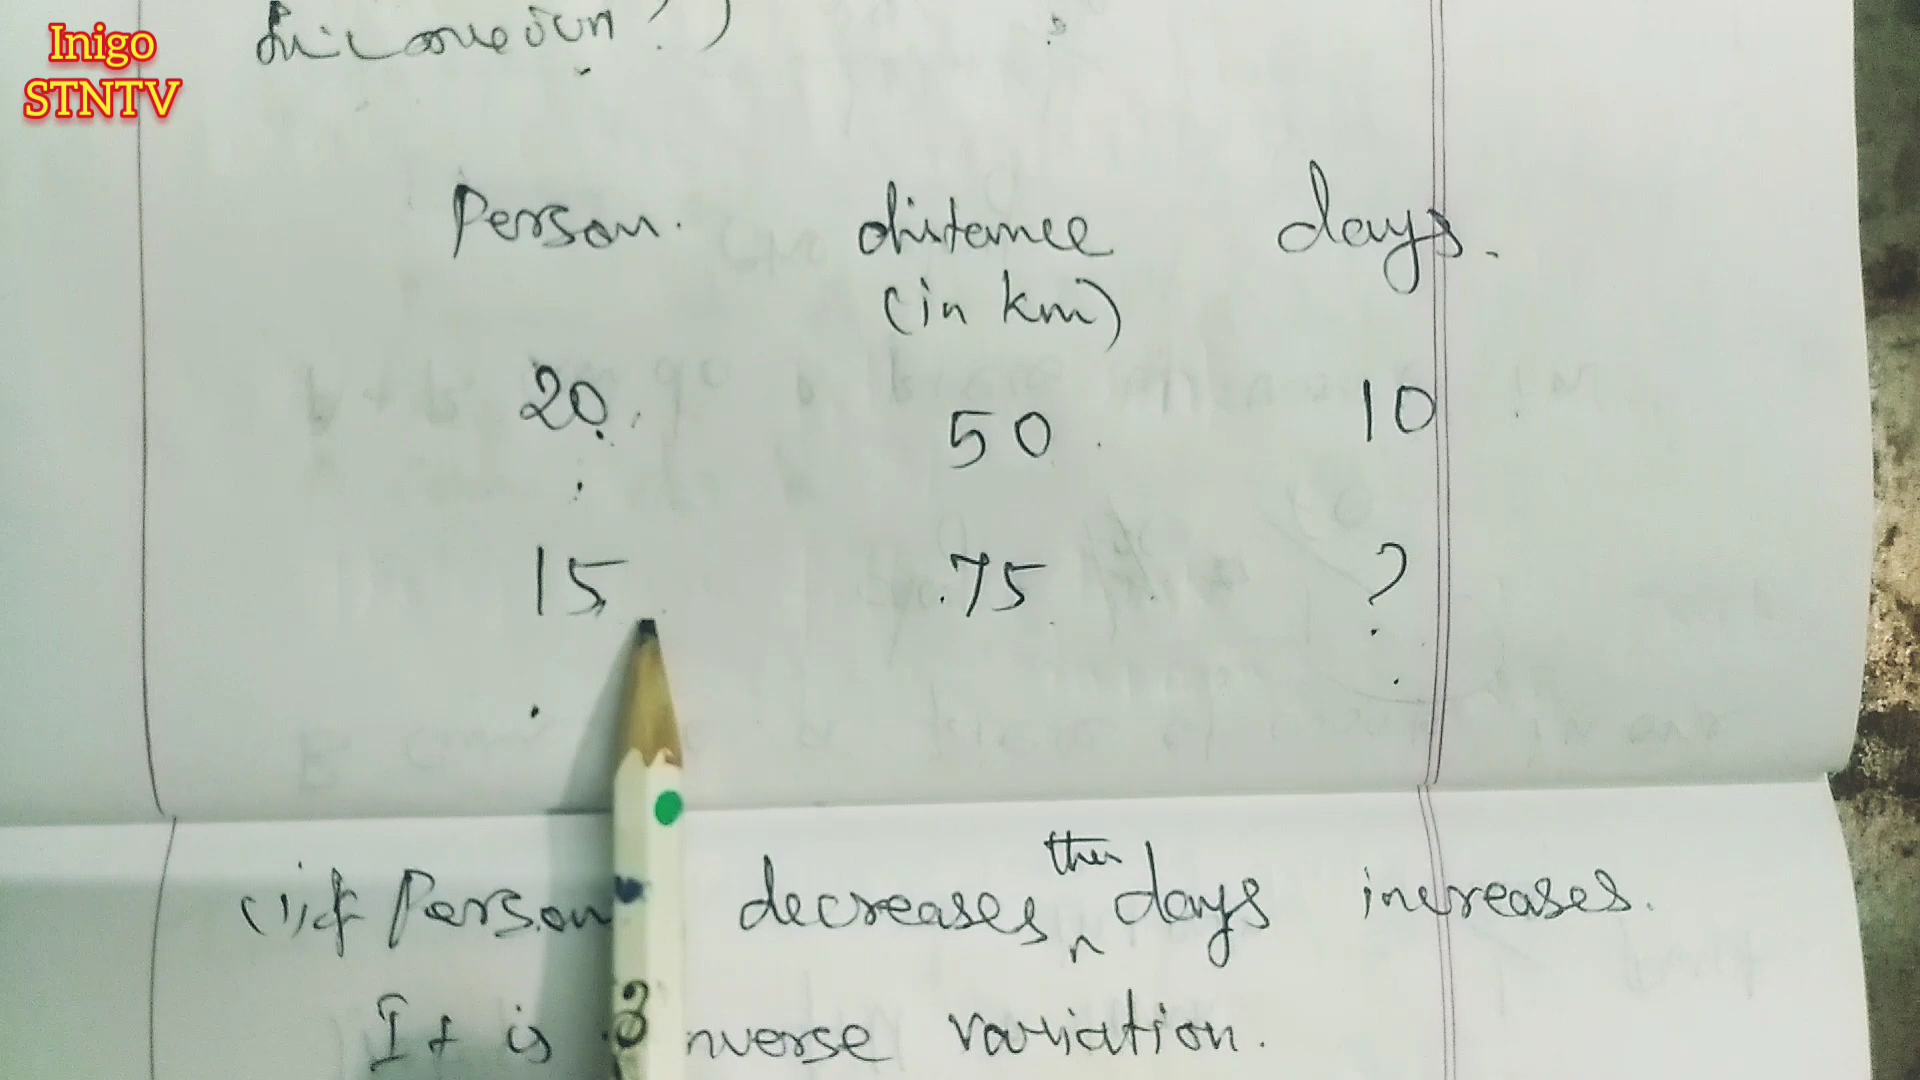 Inigo
STNTV
Person. distance days.
(in km)
20 50 10
15 75 ?
(i) if Person decreases then days increases.
It is inverse variation.